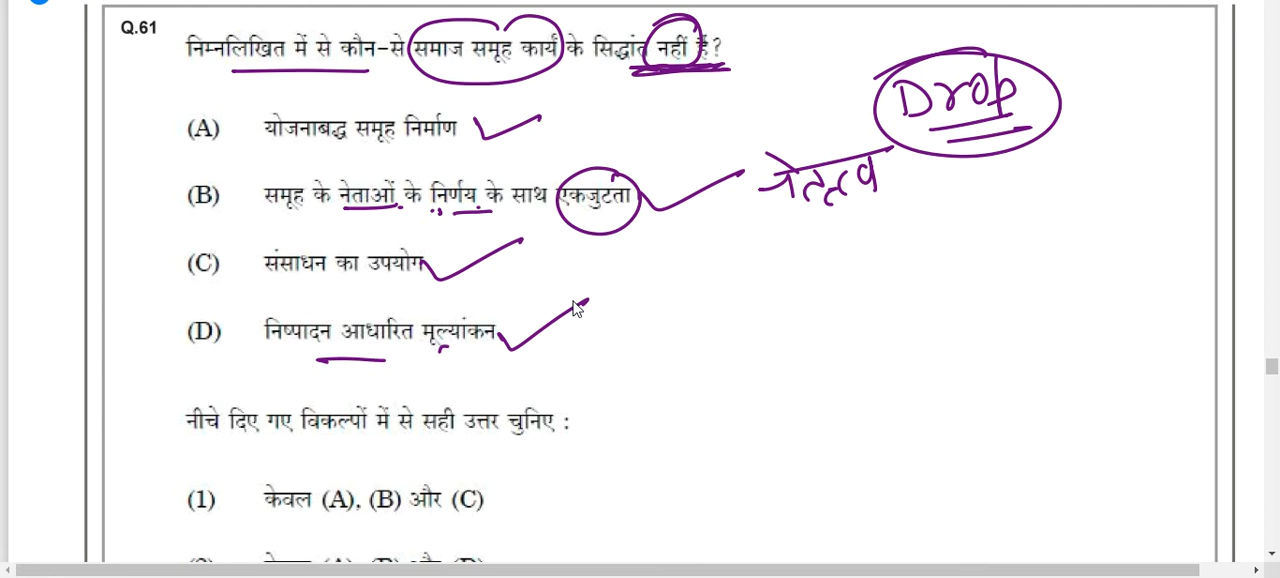 Q.61
निम्नलिखित में से कौन-से समाज समूह कार्य के सिद्धांत नहीं हैं?
Drop
(A) योजनाबद्ध समूह निर्माण
(B) समूह के नेताओं के निर्णय के साथ एकजुटता
नेतृत्व
(C) संसाधन का उपयोग
(D) निष्पादन आधारित मूल्यांकन
नीचे दिए गए विकल्पों में से सही उत्तर चुनिए :
(1) केवल (A), (B) और (C)